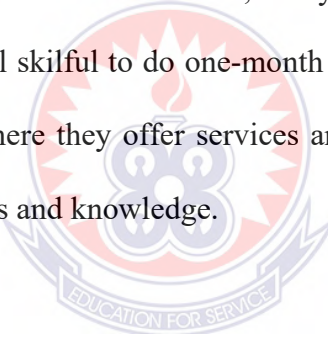 l skilful to do one-month
here they offer services an
s and knowledge.
EDUCATION FOR SERVICE